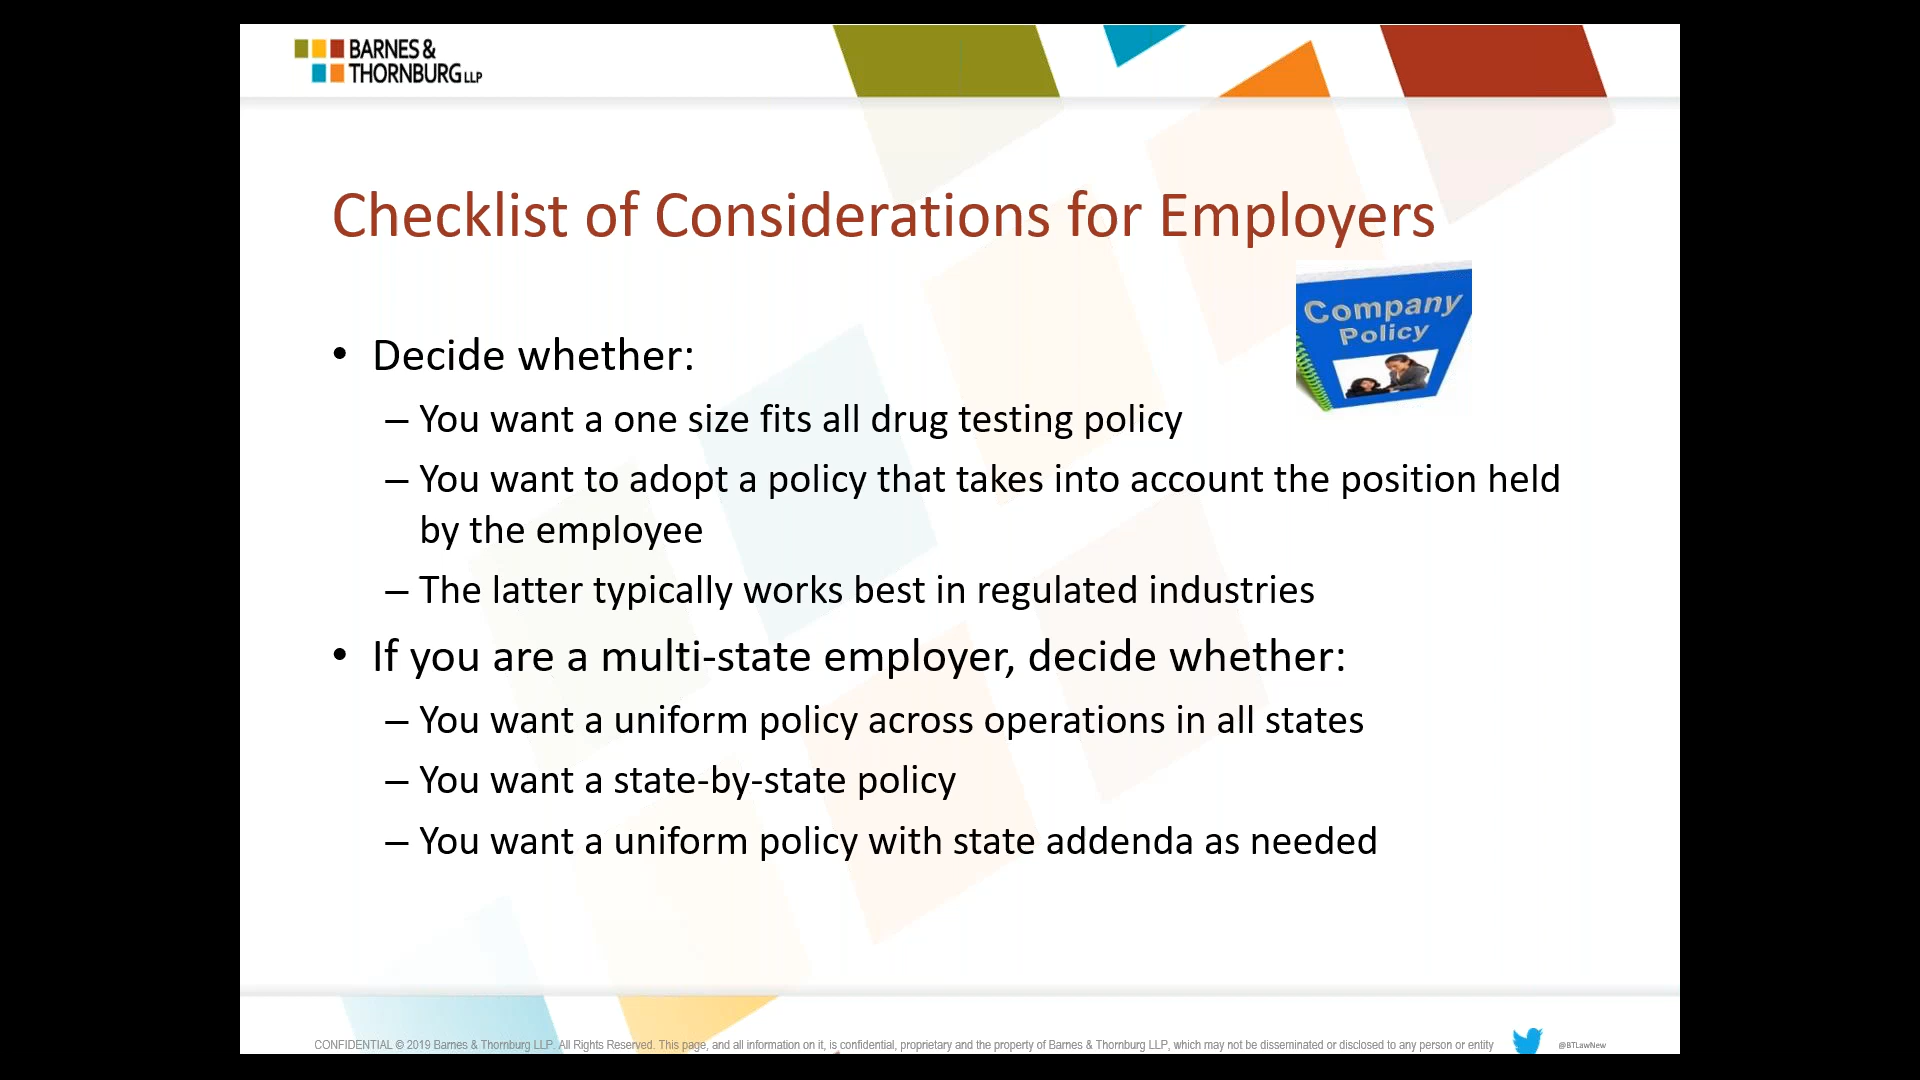 BARNES &
THORNBURG LLP
Checklist of Considerations for Employers
Company
Policy
• Decide whether:
– You want a one size fits all drug testing policy
– You want to adopt a policy that takes into account the position held
by the employee
– The latter typically works best in regulated industries
• If you are a multi-state employer, decide whether:
– You want a uniform policy across operations in all states
– You want a state-by-state policy
– You want a uniform policy with state addenda as needed
CONFIDENTIAL © 2019 Barnes & Thornburg LLP. All Rights Reserved. This page, and all information on it, is confidential, proprietary and the property of Barnes & Thornburg LLP, which may not be disseminated or disclosed to any person or entity
@BTLawNew